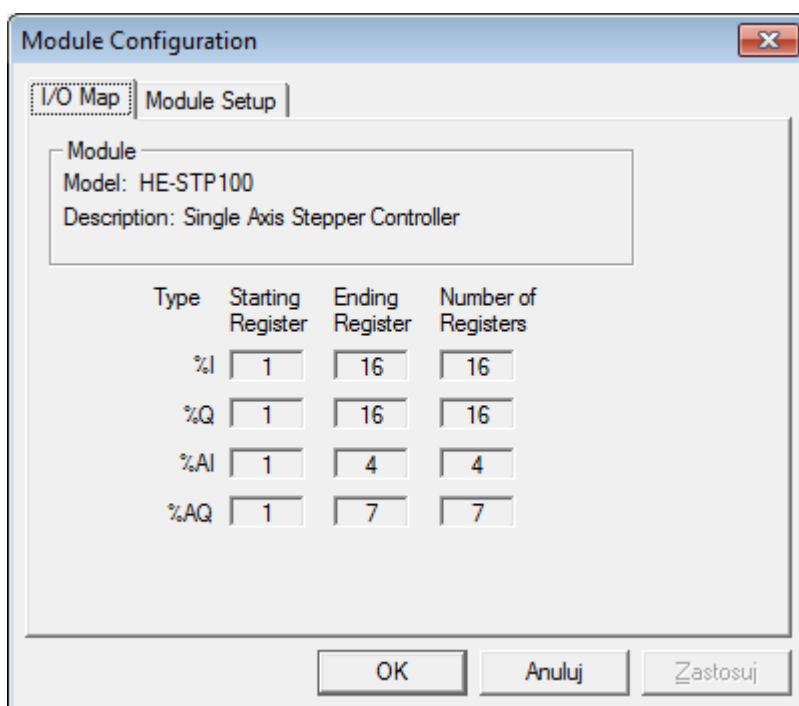 Module Configuration
I/O Map Module Setup
Module
Model: HE-STP100
Description: Single Axis Stepper Controller
Type Starting Register Ending Register Number of Registers
%I 1 16 16
%Q 1 16 16
%AI 1 4 4
%AQ 1 7 7
OK Anuluj Zastosuj